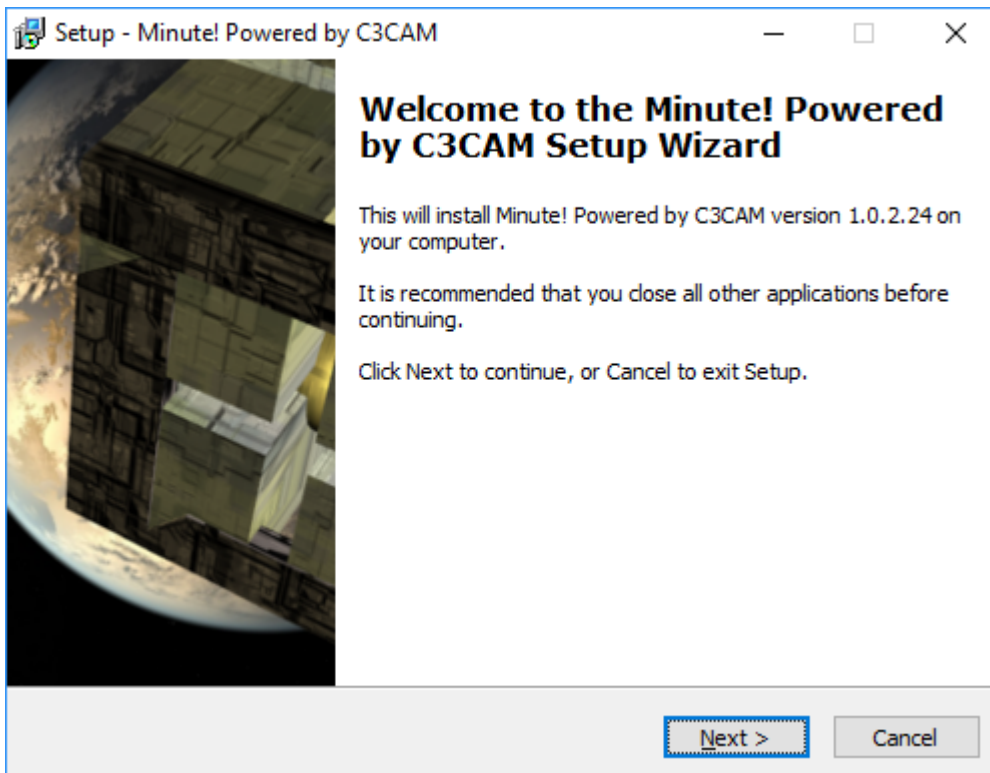 Setup - Minute! Powered by C3CAM
Welcome to the Minute! Powered
by C3CAM Setup Wizard
This will install Minute! Powered by C3CAM version 1.0.2.24 on
your computer.
It is recommended that you close all other applications before
continuing.
Click Next to continue, or Cancel to exit Setup.
Next >
Cancel